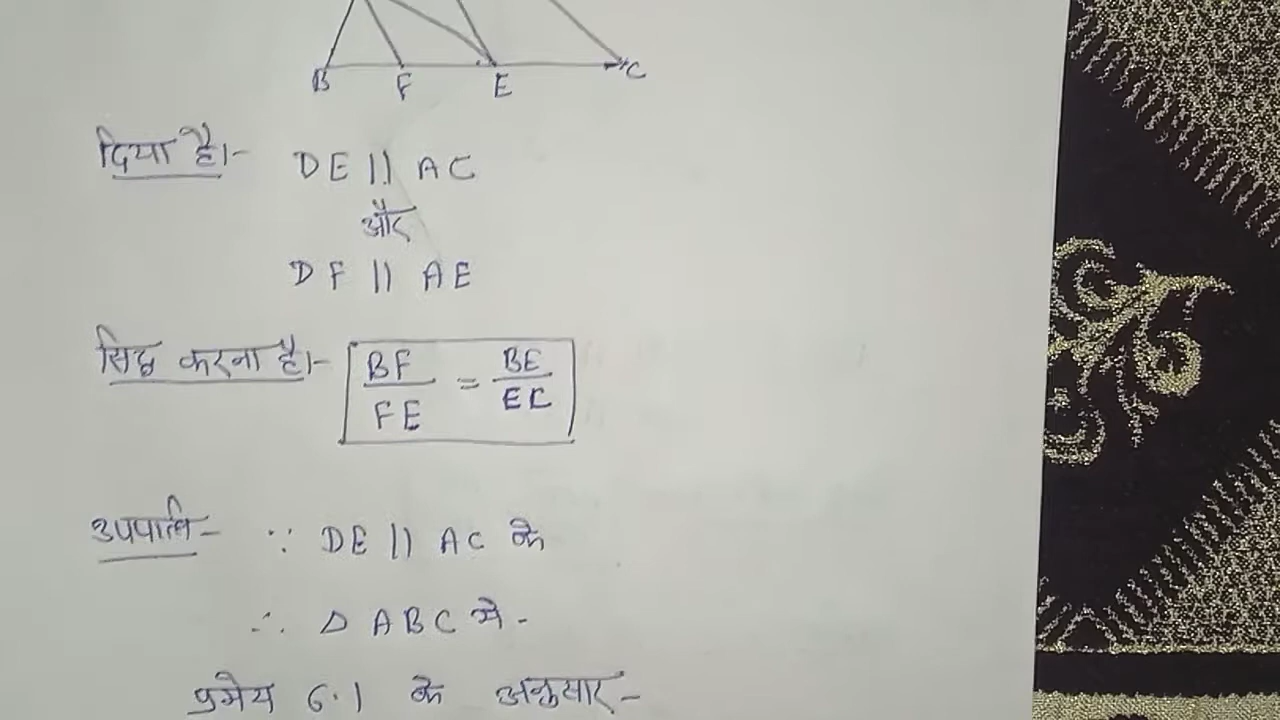 B F E C
दिया है।- DE || AC
और
DF || AE
सिद्ध करना है।- BF/FE = BE/EC
उपपत्ति- ∵ DE || AC के
∴ Δ ABC में-
प्रमेय 6.1 के अनुसार-